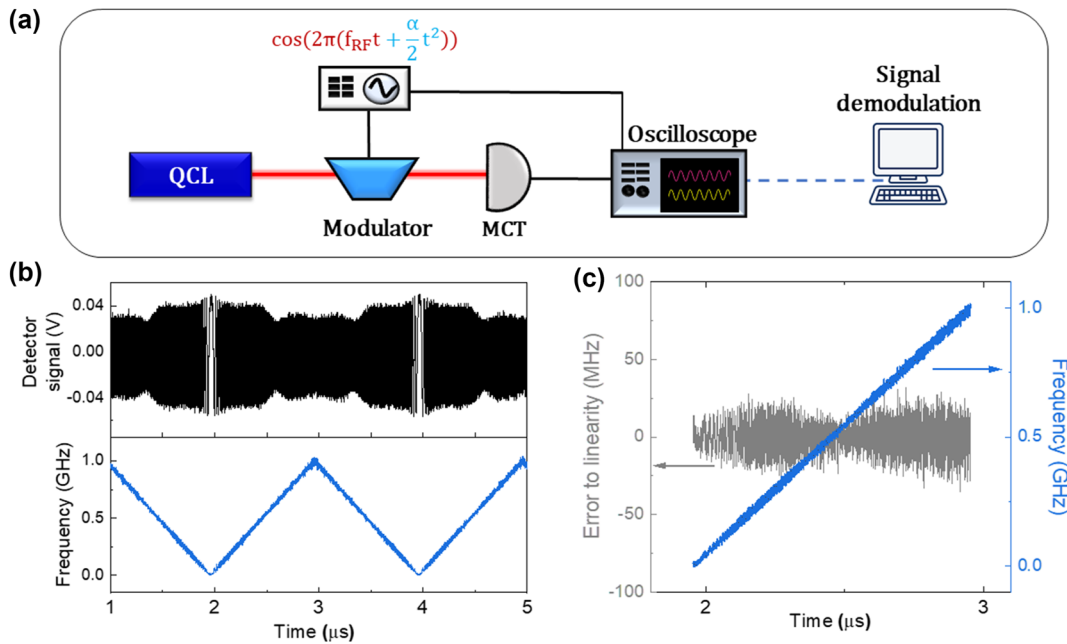 (a)
cos(2π(f_RF t + α/2 t²))
Signal
demodulation
Oscilloscope
QCL
Modulator
MCT
(b)
0.04
0.00
-0.04
Detector
signal (V)
1.0
0.5
0.0
Frequency (GHz)
1
2
3
4
5
Time (μs)
(c)
100
50
0
-50
-100
Error to linearity (MHz)
1.0
0.5
0.0
Frequency
(GHz)
2
3
Time (μs)